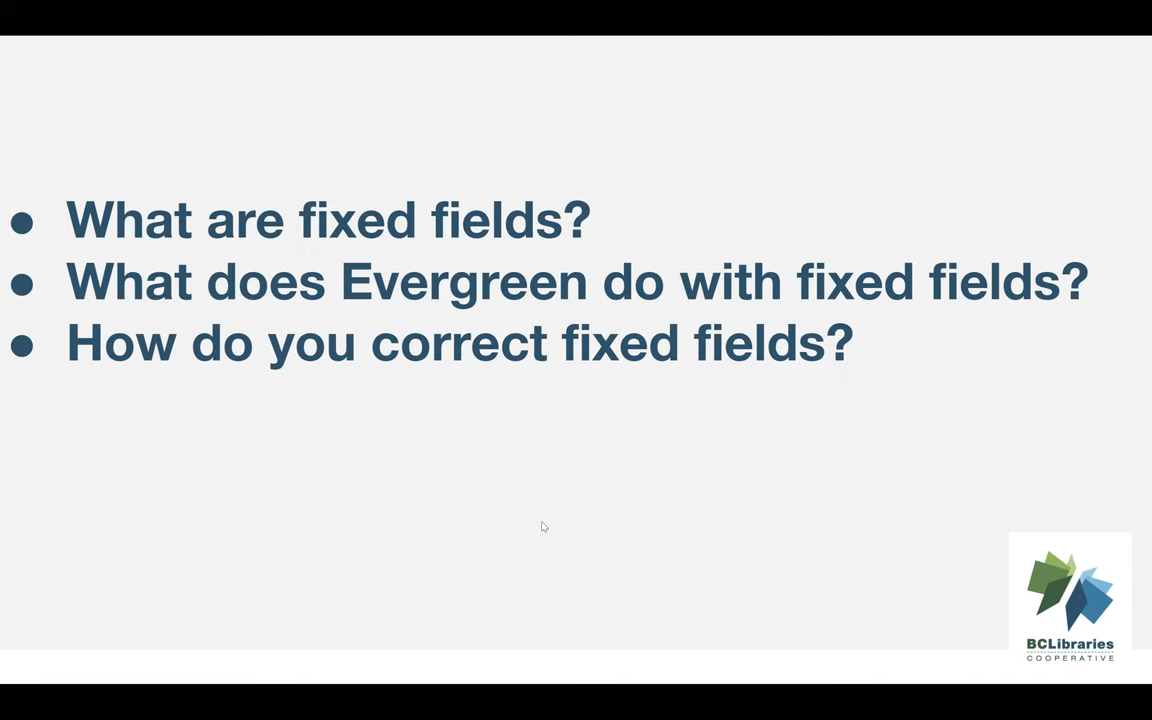 ● What are fixed fields?
● What does Evergreen do with fixed fields?
● How do you correct fixed fields?
BCLibraries
COOPERATIVE